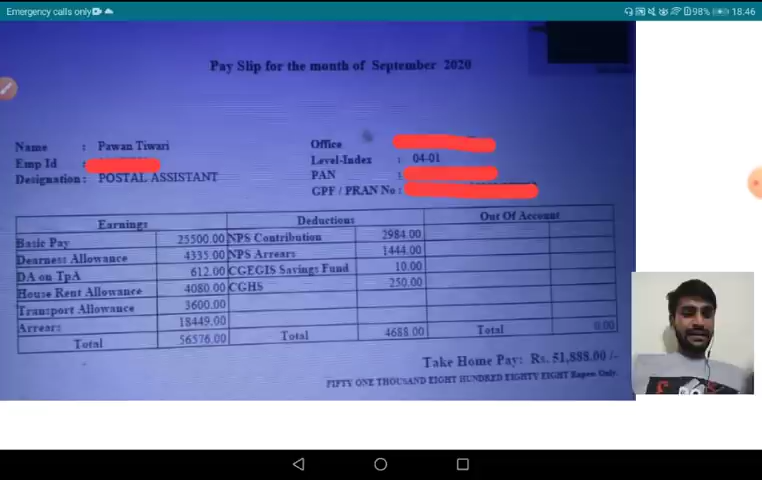 Emergency calls only 98% 18:46
Pay Slip for the month of September 2020
Name : Pawan Tiwari
Emp Id :
Designation : POSTAL ASSISTANT
Office
Level-Index : 04-01
PAN :
GPF / PRAN No :
Earnings Deductions Out Of Account
Basic Pay 25500.00 NPS Contribution 2984.00
Dearness Allowance 4335.00 NPS Arrears 1444.00
DA on TpA 612.00 CGEGIS Savings Fund 10.00
House Rent Allowance 4080.00 CGHS 250.00
Transport Allowance 3600.00
Arrears 18449.00
Total 56576.00 Total 4688.00 Total 0.00
Take Home Pay: Rs. 51,888.00 /-
FIFTY ONE THOUSAND EIGHT HUNDRED EIGHTY EIGHT Rupees Only.